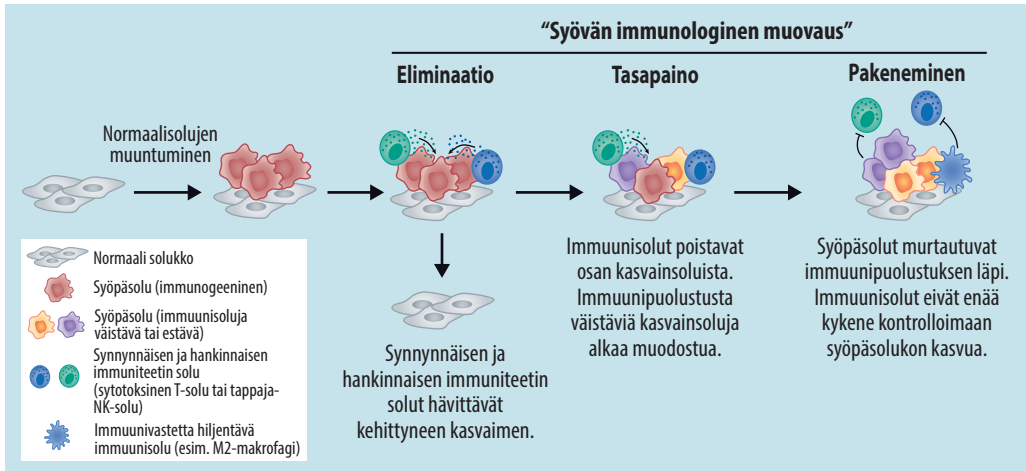 ”Syövän immunologinen muovaus”
Eliminaatio
Tasapaino
Pakeneminen
Normaalisolujen
muuntuminen
Normaali solukko
Syöpäsolu (immunogeeninen)
Syöpäsolu (immunisoluja
väistävä tai estävä)
Synnynnäisen ja hankinnaisen
immuniteetin solu
(sytotoksinen T-solu tai tappaja-
NK-solu)
Immuunivastetta hiljentävä
immuunisolu (esim. M2-makrofagi)
Synnynnäisen ja
hankinnaisen immuniteetin
solut hävittävät
kehittyneen kasvaimen.
Immuunisolut poistavat
osan kasvainsoluista.
Immuunipuolustusta
väistäviä kasvainsoluja
alkaa muodostua.
Syöpäsolut murtautuvat
immuunipuolustuksen läpi.
Immuunisolut eivät enää
kykene kontrolloimaan
syöpäsolukon kasvua.